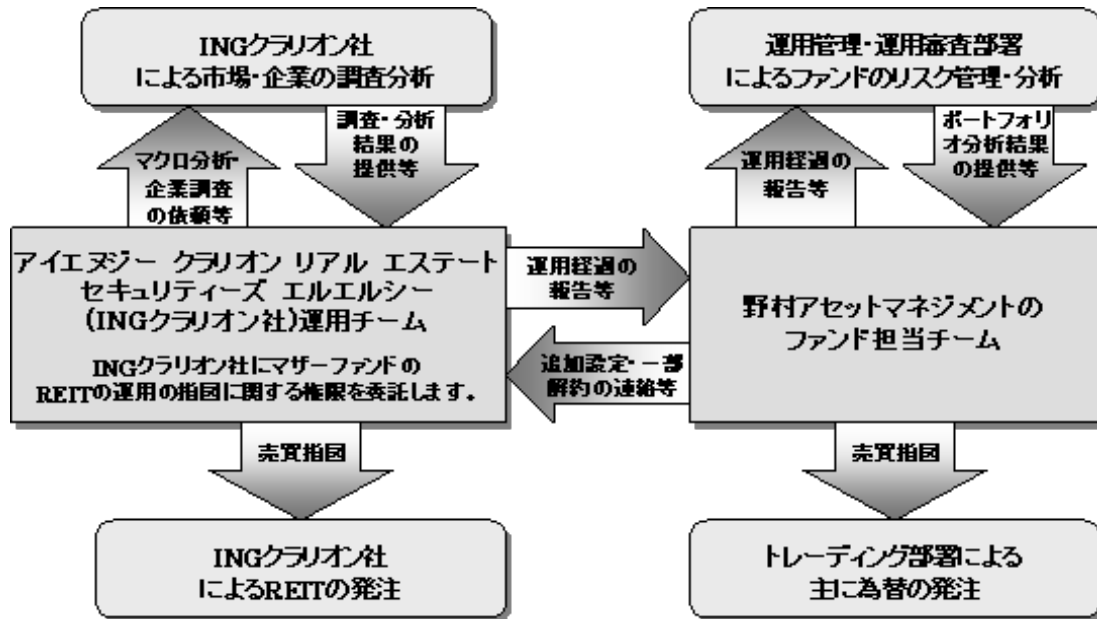 INGクラリオン社
による市場・企業の調査分析
運用管理・運用審査部署
によるファンドのリスク管理・分析
マクロ分析・
企業調査
の依頼等
調査・分析
結果の
提供等
運用経過の
報告等
ポートフォリ
オ分析結果
の提供等
アイエヌジー クラリオン リアル エステート
セキュリティーズ エルエルシー
(INGクラリオン社)運用チーム
INGクラリオン社にマザーファンドの
REITの運用の指図に関する権限を委託します。
運用経過の
報告等
追加設定・一部
解約の連絡等
野村アセットマネジメントの
ファンド担当チーム
売買指図
売買指図
INGクラリオン社
によるREITの発注
トレーディング部署による
主に為替の発注